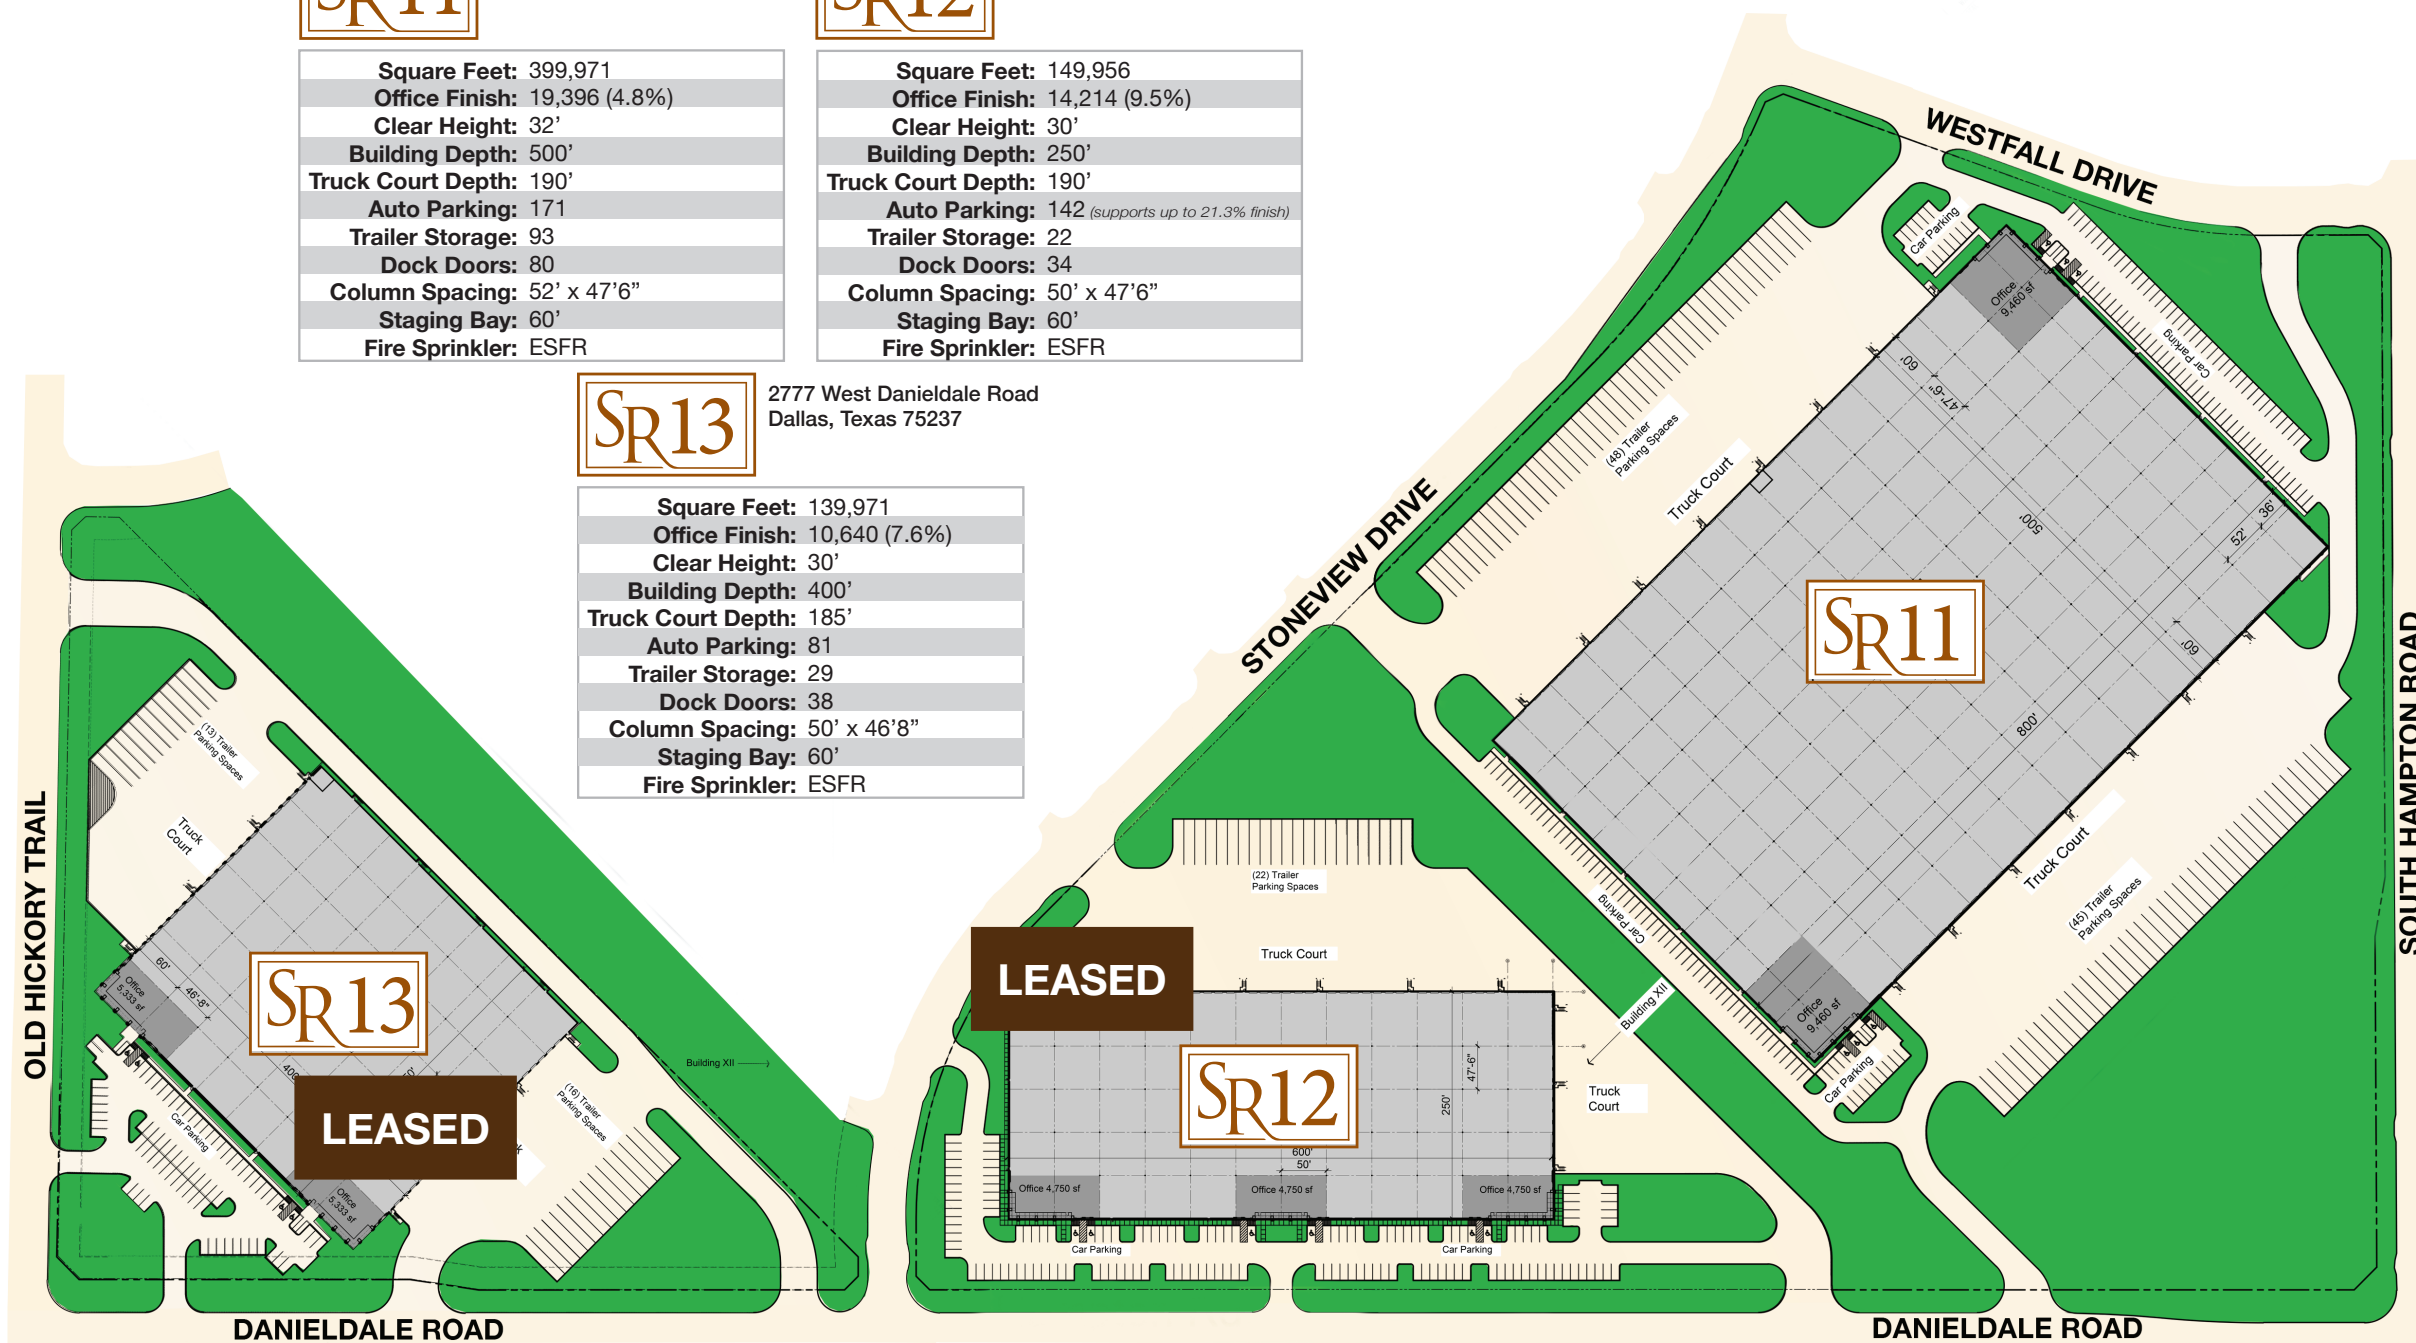 SR11
SR12
Square Feet: 399,971
Office Finish: 19,396 (4.8%)
Clear Height: 32’
Building Depth: 500’
Truck Court Depth: 190’
Auto Parking: 171
Trailer Storage: 93
Dock Doors: 80
Column Spacing: 52’ x 47’6”
Staging Bay: 60’
Fire Sprinkler: ESFR
Square Feet: 149,956
Office Finish: 14,214 (9.5%)
Clear Height: 30’
Building Depth: 250’
Truck Court Depth: 190’
Auto Parking: 142 (supports up to 21.3% finish)
Trailer Storage: 22
Dock Doors: 34
Column Spacing: 50’ x 47’6”
Staging Bay: 60’
Fire Sprinkler: ESFR
SR13
2777 West Danieldale Road
Dallas, Texas 75237
Square Feet: 139,971
Office Finish: 10,640 (7.6%)
Clear Height: 30’
Building Depth: 400’
Truck Court Depth: 185’
Auto Parking: 81
Trailer Storage: 29
Dock Doors: 38
Column Spacing: 50’ x 46’8”
Staging Bay: 60’
Fire Sprinkler: ESFR
WESTFALL DRIVE
STONEVIEW DRIVE
SOUTH HAMPTON ROAD
OLD HICKORY TRAIL
DANIELDALE ROAD
DANIELDALE ROAD
Car Parking
Office
9,460 sf
Car Parking
60'
47'-6"
(48) Trailer
Parking Spaces
Truck Court
500'
36'
52'
SR11
60'
800'
Truck Court
(45) Trailer
Parking Spaces
Car Parking
Office
9,460 sf
Car Parking
Building XII
(13) Trailer
Parking Spaces
Truck
Court
60'
46'-8"
Office
5,333 sf
SR13
LEASED
Car Parking
Office
5,333 sf
(16) Trailer
Parking Spaces
Building XII
(22) Trailer
Parking Spaces
Truck Court
LEASED
SR12
47'-6"
250'
Truck
Court
600'
50'
Office 4,750 sf
Office 4,750 sf
Office 4,750 sf
Car Parking
Car Parking